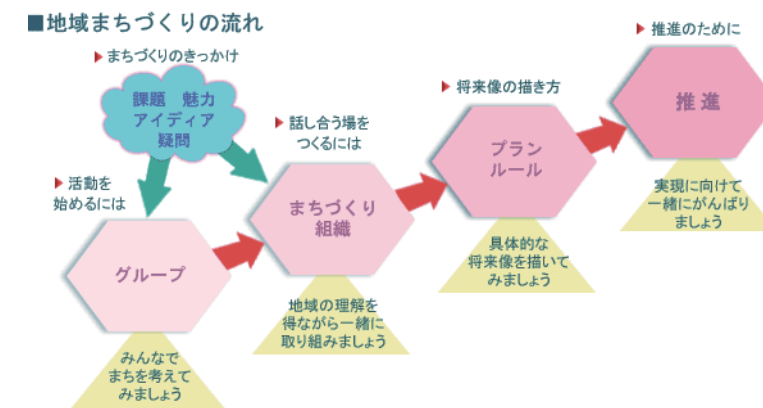 ■地域まちづくりの流れ
まちづくりのきっかけ
課題 魅力
アイディア
疑問
活動を
始めるには
グループ
みんなで
まちを考えて
みましょう
話し合う場を
つくるには
まちづくり
組織
地域の理解を
得ながら一緒に
取り組みましょう
将来像の描き方
プラン
ルール
具体的な
将来像を描いて
みましょう
推進のために
推進
実現に向けて
一緒にがんばり
ましょう